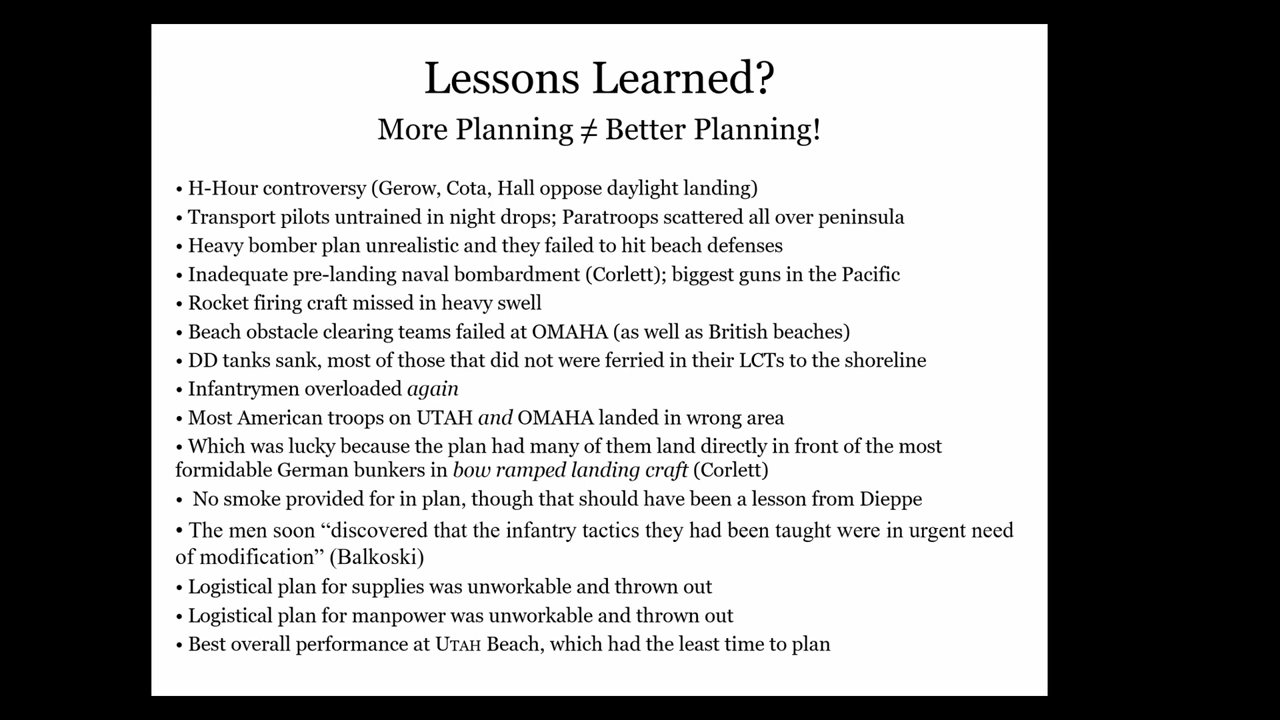 Lessons Learned?
More Planning ≠ Better Planning!
• H-Hour controversy (Gerow, Cota, Hall oppose daylight landing)
• Transport pilots untrained in night drops; Paratroops scattered all over peninsula
• Heavy bomber plan unrealistic and they failed to hit beach defenses
• Inadequate pre-landing naval bombardment (Corlett); biggest guns in the Pacific
• Rocket firing craft missed in heavy swell
• Beach obstacle clearing teams failed at OMAHA (as well as British beaches)
• DD tanks sank, most of those that did not were ferried in their LCTs to the shoreline
• Infantrymen overloaded again
• Most American troops on UTAH and OMAHA landed in wrong area
• Which was lucky because the plan had many of them land directly in front of the most
formidable German bunkers in bow ramped landing craft (Corlett)
• No smoke provided for in plan, though that should have been a lesson from Dieppe
• The men soon “discovered that the infantry tactics they had been taught were in urgent need
of modification” (Balkoski)
• Logistical plan for supplies was unworkable and thrown out
• Logistical plan for manpower was unworkable and thrown out
• Best overall performance at UTAH Beach, which had the least time to plan